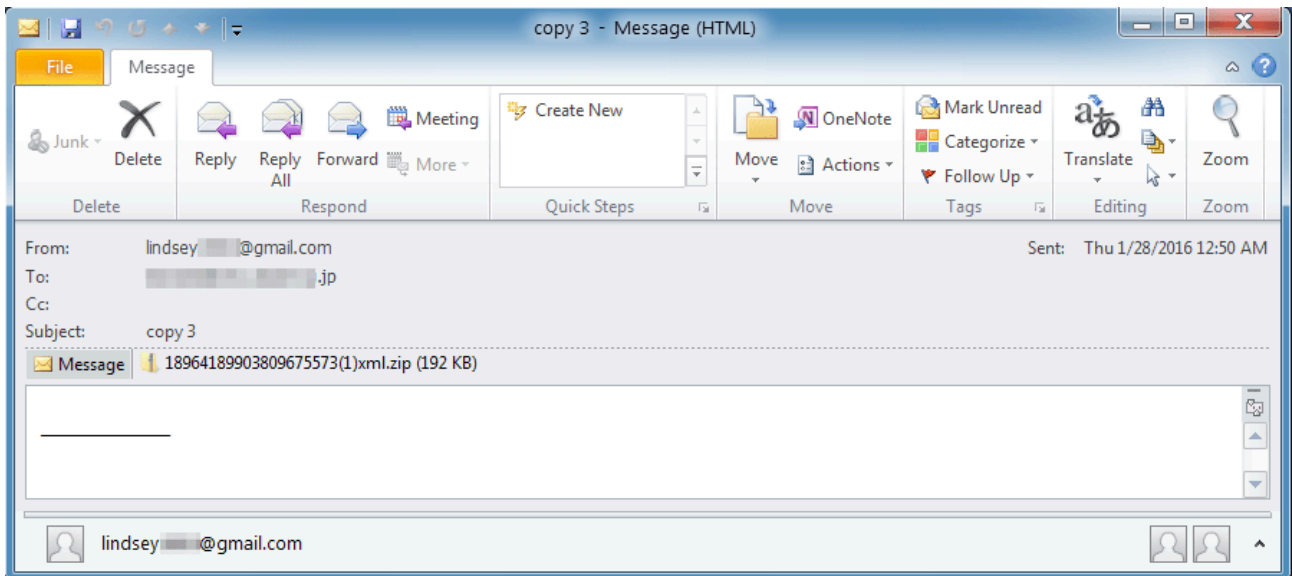 copy 3 - Message (HTML)
File
Message
Junk
Delete
Reply
Reply All
Forward
Meeting
More
Create New
Move
OneNote
Actions
Mark Unread
Categorize
Follow Up
Translate
Zoom
Delete
Respond
Quick Steps
Move
Tags
Editing
Zoom
From: lindsey @gmail.com
Sent: Thu 1/28/2016 12:50 AM
To: .jp
Cc:
Subject: copy 3
Message 18964189903809675573(1)xml.zip (192 KB)
lindsey @gmail.com